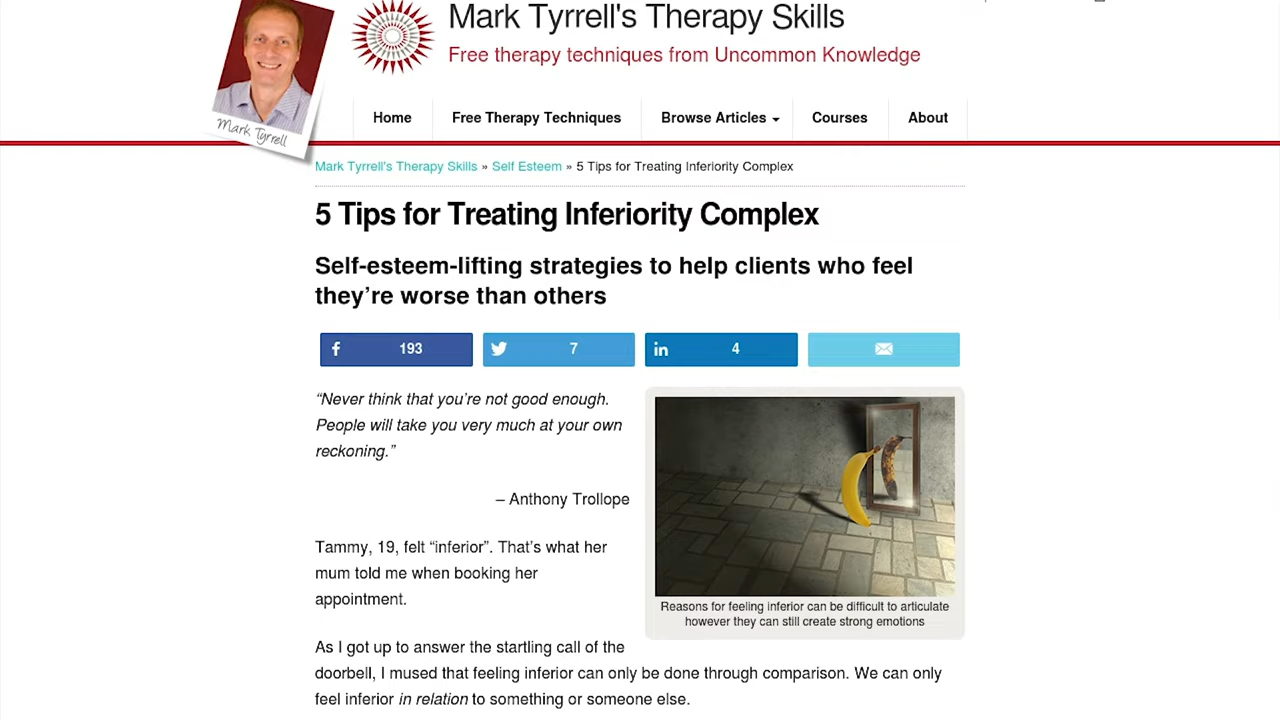 Mark Tyrrell's Therapy Skills
Free therapy techniques from Uncommon Knowledge
Mark Tyrrell
Home
Free Therapy Techniques
Browse Articles
Courses
About
Mark Tyrrell's Therapy Skills » Self Esteem » 5 Tips for Treating Inferiority Complex
5 Tips for Treating Inferiority Complex
Self-esteem-lifting strategies to help clients who feel
they’re worse than others
193
7
4
“Never think that you’re not good enough.
People will take you very much at your own
reckoning.”
– Anthony Trollope
Reasons for feeling inferior can be difficult to articulate
however they can still create strong emotions
Tammy, 19, felt “inferior”. That’s what her
mum told me when booking her
appointment.
As I got up to answer the startling call of the
doorbell, I mused that feeling inferior can only be done through comparison. We can only
feel inferior in relation to something or someone else.